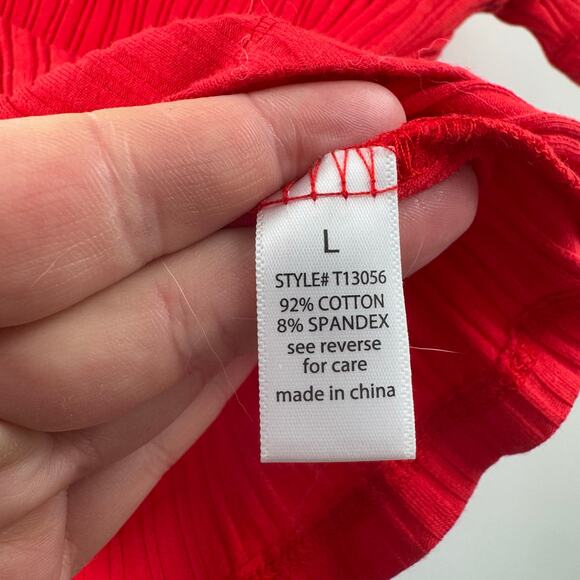 L
STYLE# T13056
92% COTTON
8% SPANDEX
see reverse
for care
made in china